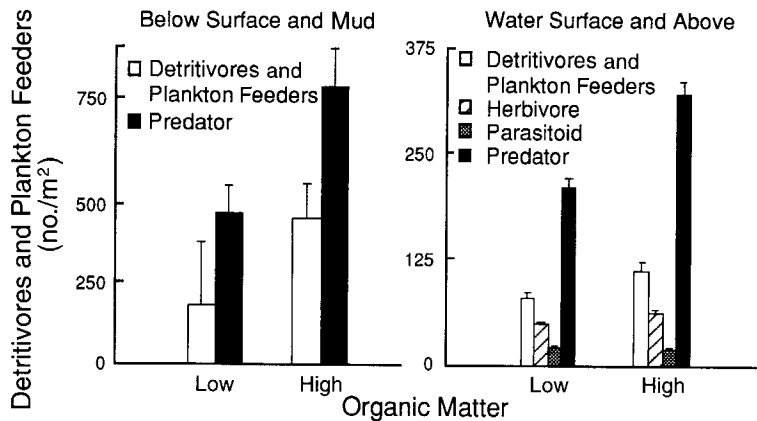 Below Surface and Mud
Detritivores and
Plankton Feeders
Predator
750
500
250
0
Low
High
Detritivores and Plankton Feeders
(no./m²)
Water Surface and Above
Detritivores and
Plankton Feeders
Herbivore
Parasitoid
Predator
375
250
125
0
Low
High
Organic Matter